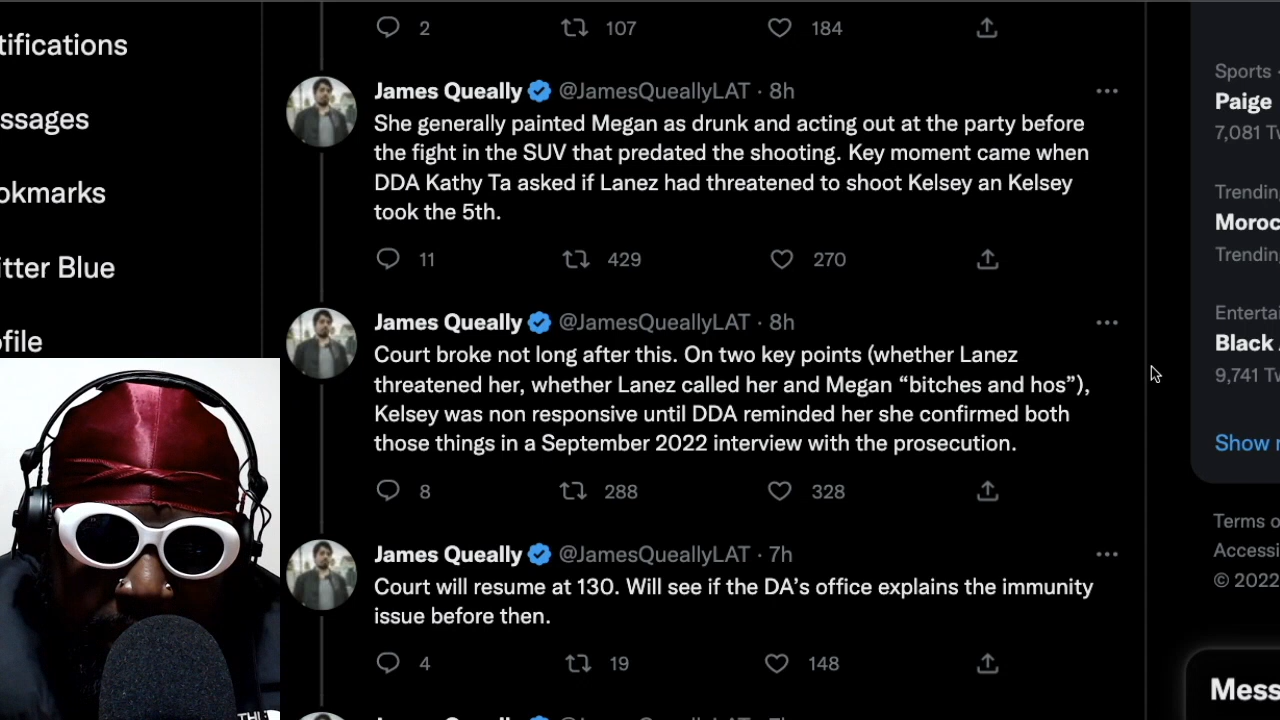 tifications
ssages
okmarks
itter Blue
ofile
2 107 184
James Queally @JamesQueallyLAT · 8h
She generally painted Megan as drunk and acting out at the party before
the fight in the SUV that predated the shooting. Key moment came when
DDA Kathy Ta asked if Lanez had threatened to shoot Kelsey an Kelsey
took the 5th.
11 429 270
James Queally @JamesQueallyLAT · 8h
Court broke not long after this. On two key points (whether Lanez
threatened her, whether Lanez called her and Megan “bitches and hos”),
Kelsey was non responsive until DDA reminded her she confirmed both
those things in a September 2022 interview with the prosecution.
8 288 328
James Queally @JamesQueallyLAT · 7h
Court will resume at 130. Will see if the DA’s office explains the immunity
issue before then.
4 19 148
Sports ·
Paige
7,081 Tw
Trending
Moroc
Trending
Enterta
Black
9,741 Tw
Show
Terms o
Accessi
© 2022
Mess